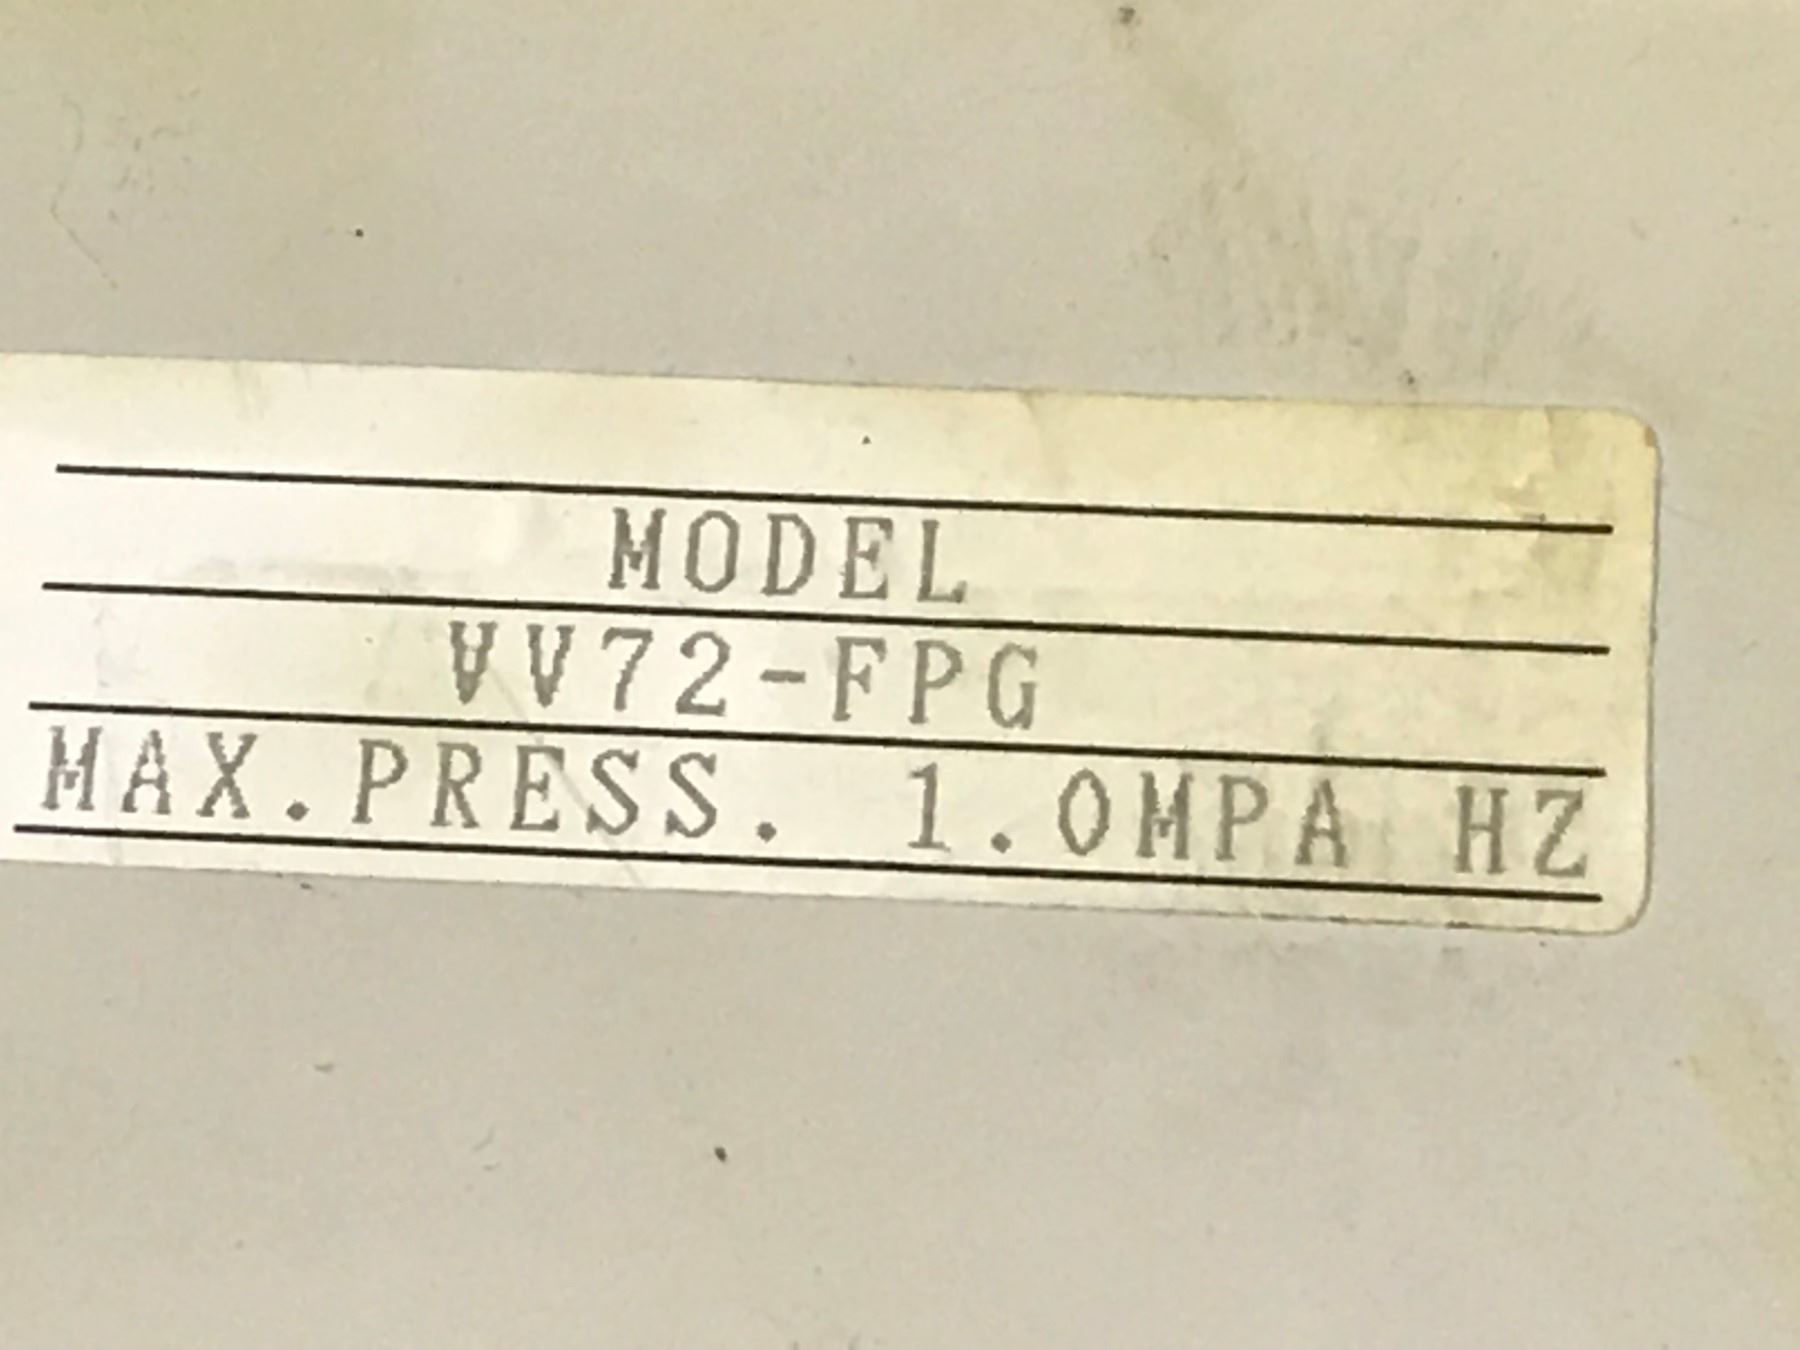 MODEL
VV72-FPG
MAX.PRESS. 1.0MPA HZ